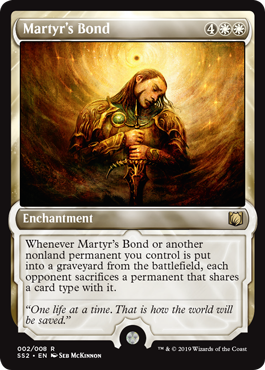 Martyr's Bond 4
Enchantment
Whenever Martyr's Bond or another
nonland permanent you control is put
into a graveyard from the battlefield, each
opponent sacrifices a permanent that shares
a card type with it.
"One life at a time. That is how the world will
be saved."
002/008 R
SS2 • EN Seb McKinnon
™ & © 2019 Wizards of the Coast